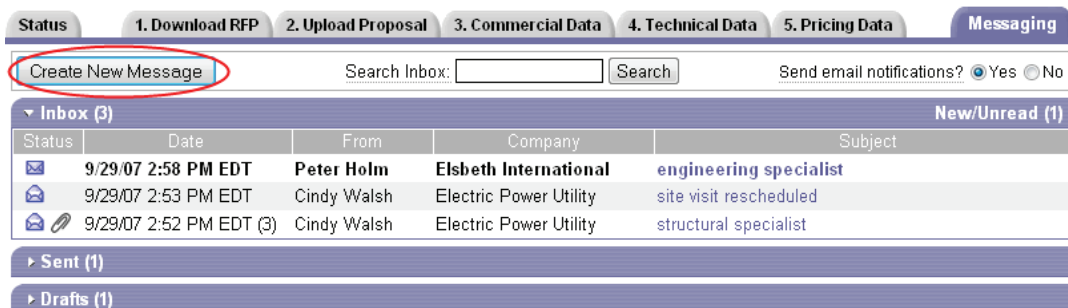 Status 1. Download RFP 2. Upload Proposal 3. Commercial Data 4. Technical Data 5. Pricing Data Messaging
Create New Message Search Inbox: Search Send email notifications? Yes No
Inbox (3) New/Unread (1)
Status Date From Company Subject
9/29/07 2:58 PM EDT Peter Holm Elsbeth International engineering specialist
9/29/07 2:53 PM EDT Cindy Walsh Electric Power Utility site visit rescheduled
9/29/07 2:52 PM EDT (3) Cindy Walsh Electric Power Utility structural specialist
Sent (1)
Drafts (1)